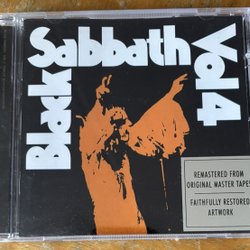 Black
Sabbath
Vol 4
REMASTERED FROM
ORIGINAL MASTER TAPES
FAITHFULLY RESTORED
ARTWORK